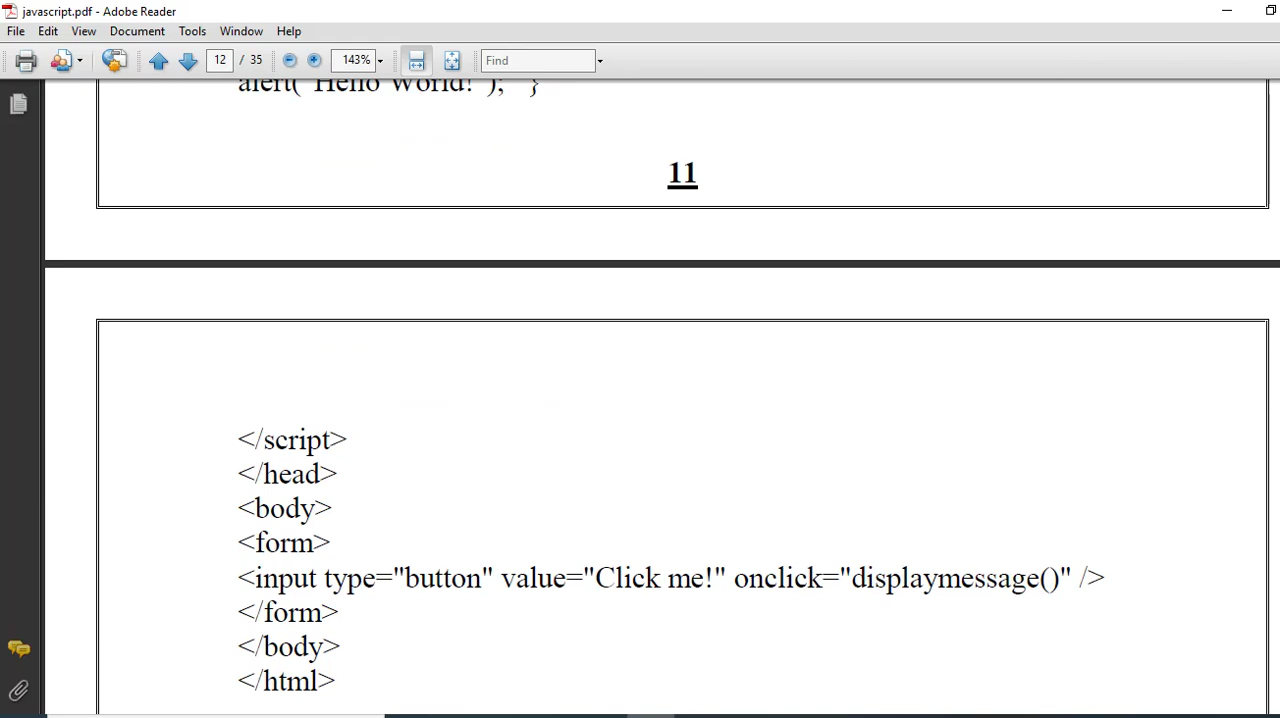 javascript.pdf - Adobe Reader
File Edit View Document Tools Window Help
12 / 35 143% Find
alert("Hello World!"); }
11
</script>
</head>
<body>
<form>
<input type="button" value="Click me!" onclick="displaymessage()" />
</form>
</body>
</html>